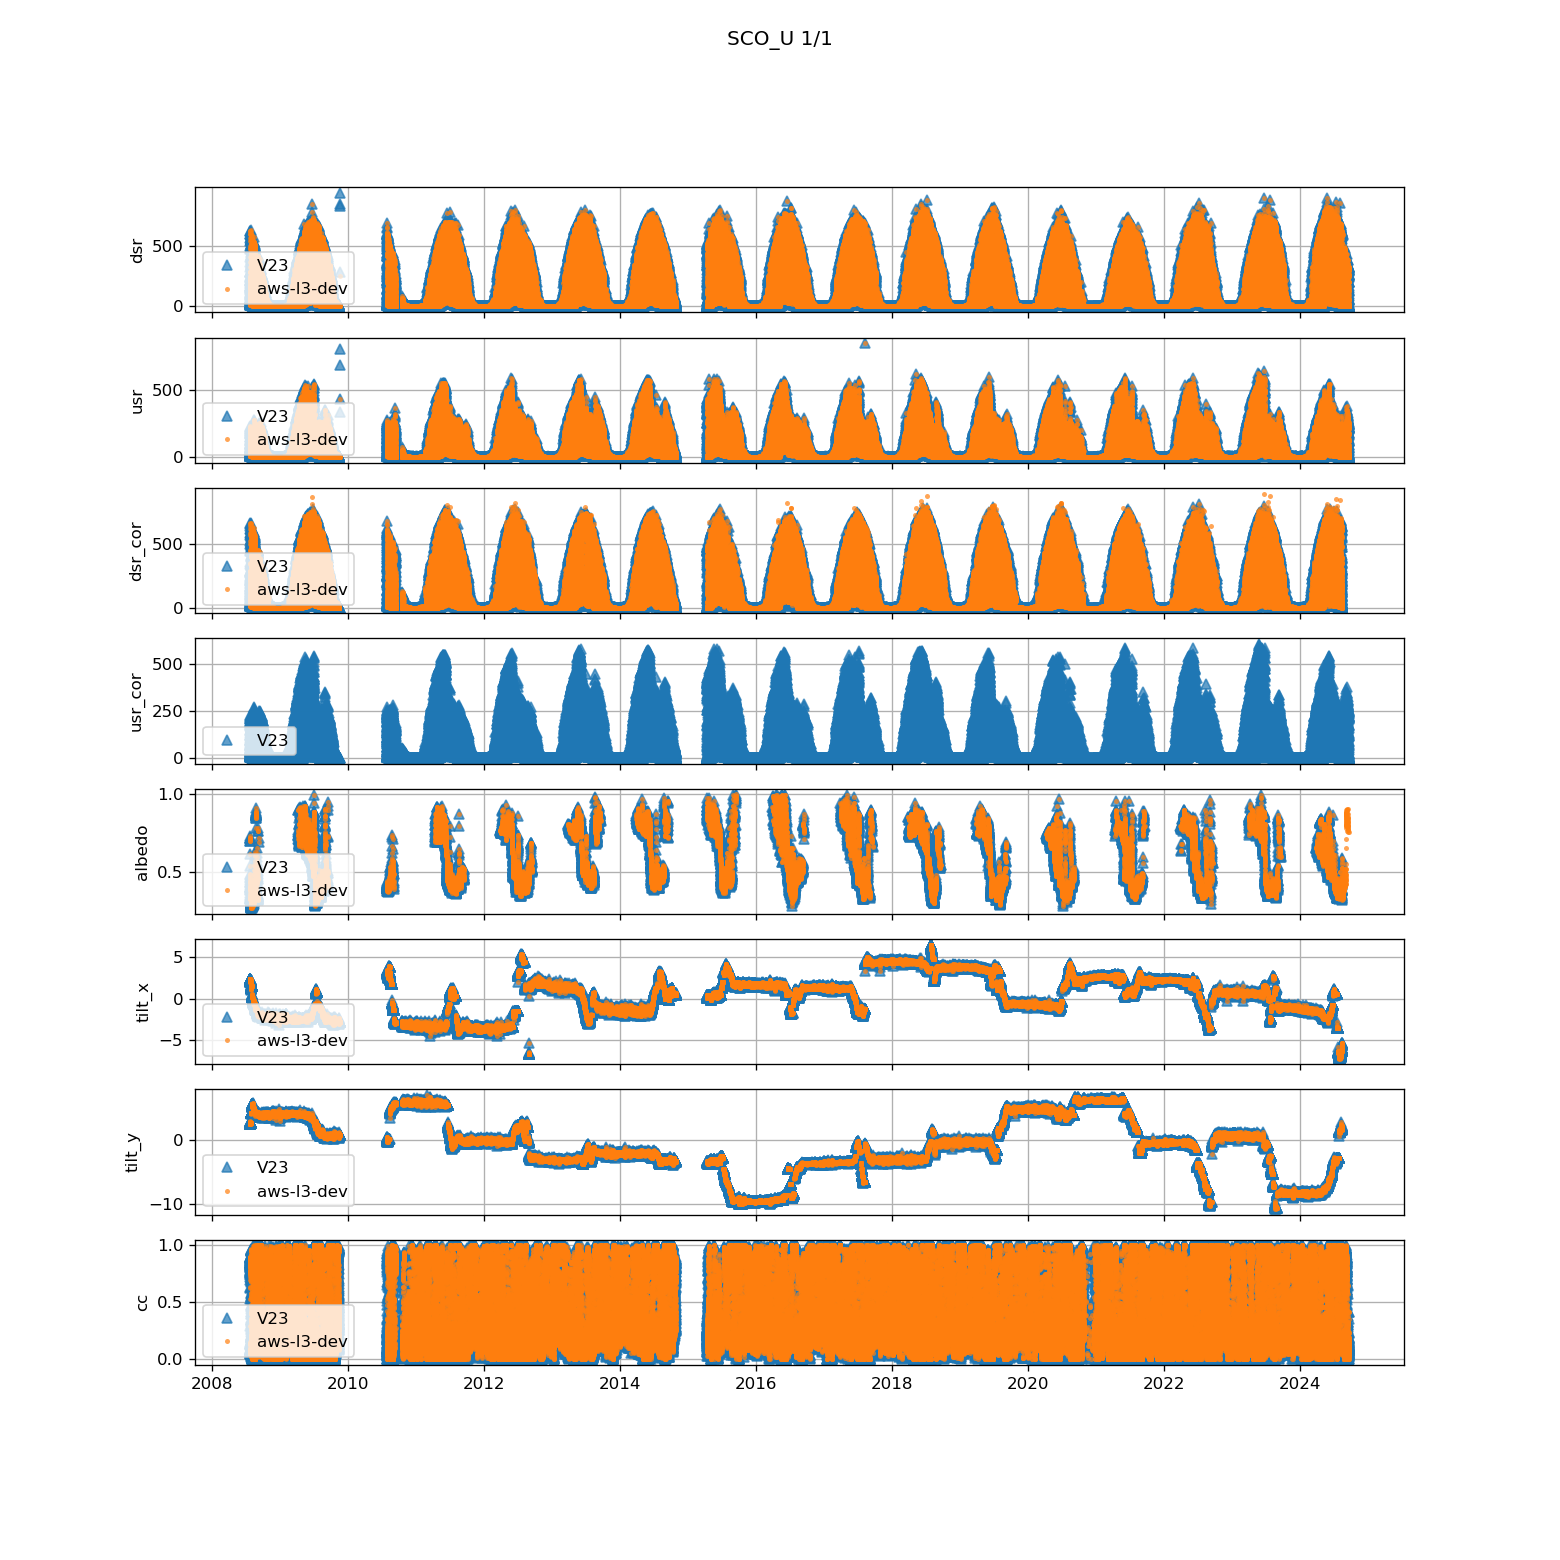 SCO_U 1/1
dsr
500
0
V23
aws-l3-dev
usr
500
0
V23
aws-l3-dev
dsr_cor
500
0
V23
aws-l3-dev
usr_cor
500
250
0
V23
albedo
1.0
0.5
V23
aws-l3-dev
tilt_x
5
0
−5
V23
aws-l3-dev
tilt_y
0
−10
V23
aws-l3-dev
cc
1.0
0.5
0.0
V23
aws-l3-dev
2008 2010 2012 2014 2016 2018 2020 2022 2024